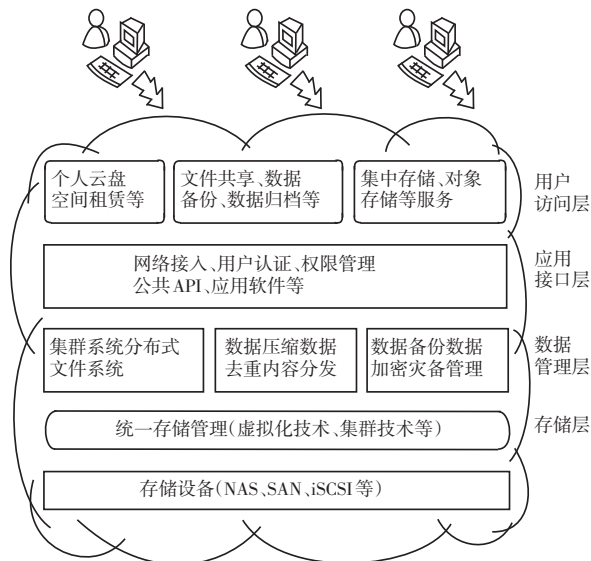 个人云盘
空间租赁等
文件共享、数据
备份、数据归档等
集中存储、对象
存储等服务
用户
访问层
网络接入、用户认证、权限管理
公共API、应用软件等
应用
接口层
集群系统分布式
文件系统
数据压缩数据
去重内容分发
数据备份数据
加密灾备管理
数据
管理层
统一存储管理(虚拟化技术、集群技术等)
存储层
存储设备(NAS、SAN、iSCSI等)